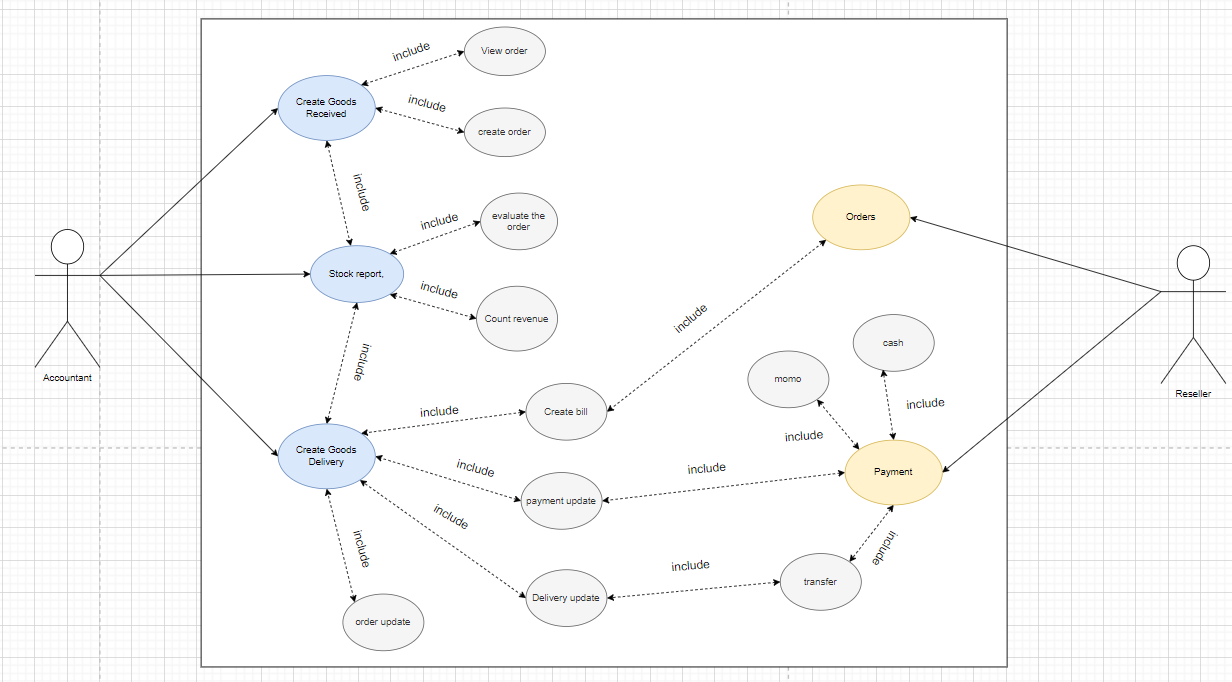 include
View order
Create Goods
Received
include
create order
include
include
evaluate the
order
Orders
Stock report,
include
Count revenue
include
cash
include
momo
Accountant
Reseller
include
Create bill
include
include
Create Goods
Delivery
include
include
Payment
payment update
include
include
include
include
Delivery update
transfer
order update